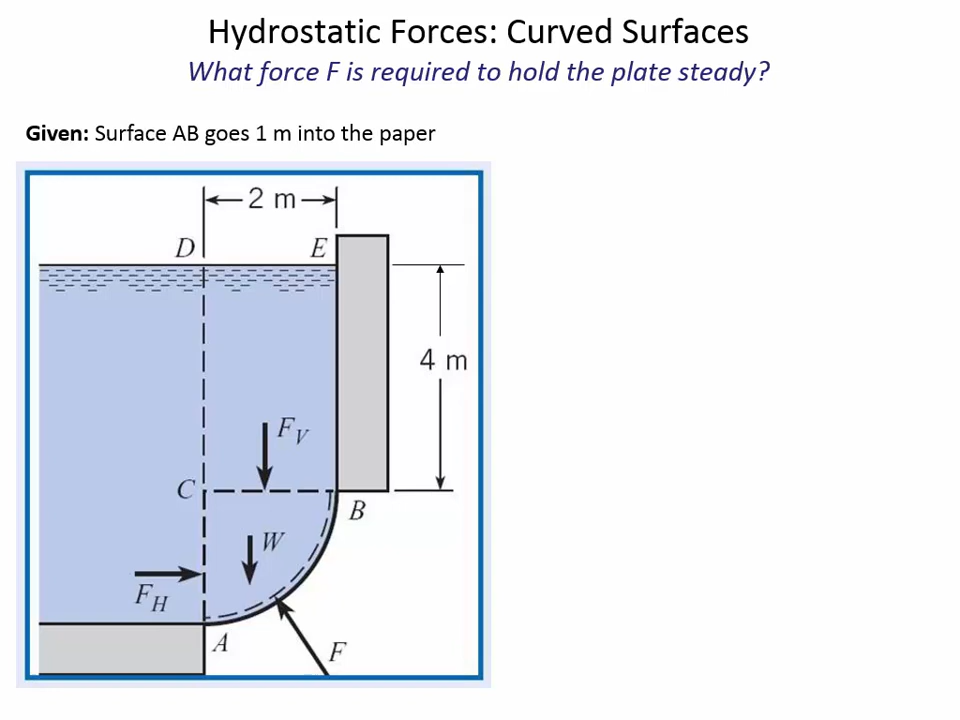 Hydrostatic Forces: Curved Surfaces
What force F is required to hold the plate steady?
Given: Surface AB goes 1 m into the paper
2 m
D
E
4 m
F_V
C
B
W
F_H
A
F